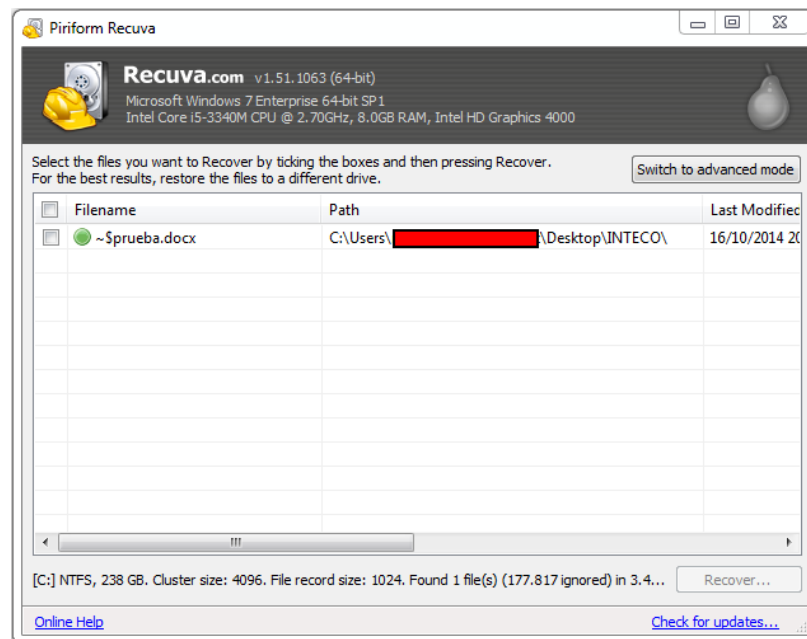 Piriform Recuva
Recuva.com v1.51.1063 (64-bit)
Microsoft Windows 7 Enterprise 64-bit SP1
Intel Core i5-3340M CPU @ 2.70GHz, 8.0GB RAM, Intel HD Graphics 4000
Select the files you want to Recover by ticking the boxes and then pressing Recover.
For the best results, restore the files to a different drive.
Switch to advanced mode
Filename Path Last Modified
~$prueba.docx C:\Users\ \Desktop\INTECO\ 16/10/2014 20
[C:] NTFS, 238 GB. Cluster size: 4096. File record size: 1024. Found 1 file(s) (177.817 ignored) in 3.4...
Recover...
Online Help Check for updates...